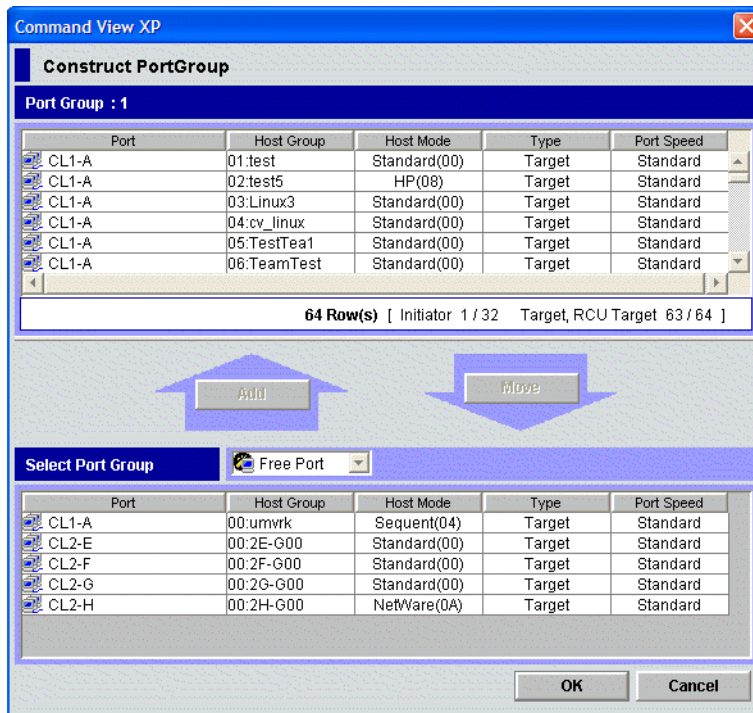 Command View XP
Construct PortGroup
Port Group : 1
Port Host Group Host Mode Type Port Speed
CL1-A 01:test Standard(00) Target Standard
CL1-A 02:test5 HP(08) Target Standard
CL1-A 03:Linux3 Standard(00) Target Standard
CL1-A 04:cv_linux Standard(00) Target Standard
CL1-A 05:TestTea1 Standard(00) Target Standard
CL1-A 06:TeamTest Standard(00) Target Standard
64 Row(s) [ Initiator 1 / 32 Target, RCU Target 63 / 64 ]
Add Move
Select Port Group Free Port
Port Host Group Host Mode Type Port Speed
CL1-A 00:umvrk Sequent(04) Target Standard
CL2-E 00:2E-G00 Standard(00) Target Standard
CL2-F 00:2F-G00 Standard(00) Target Standard
CL2-G 00:2G-G00 Standard(00) Target Standard
CL2-H 00:2H-G00 NetWare(0A) Target Standard
OK Cancel